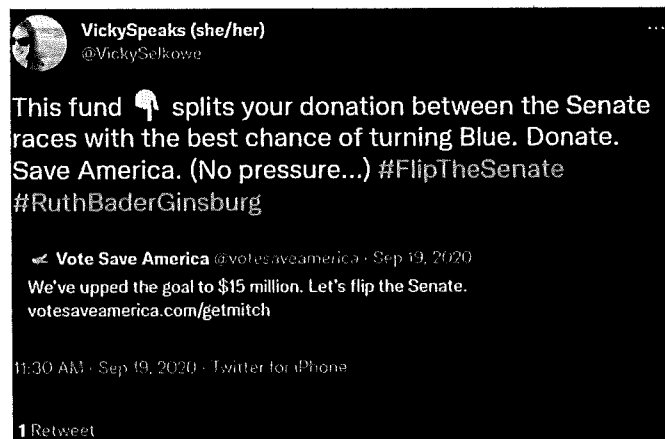 VickySpeaks (she/her)
@VickySelkowe
This fund 👇 splits your donation between the Senate
races with the best chance of turning Blue. Donate.
Save America. (No pressure...) #FlipTheSenate
#RuthBaderGinsburg
Vote Save America @votesaveamerica · Sep 19, 2020
We've upped the goal to $15 million. Let's flip the Senate.
votesaveamerica.com/getmitch
11:30 AM · Sep 19, 2020 · Twitter for iPhone
1 Retweet